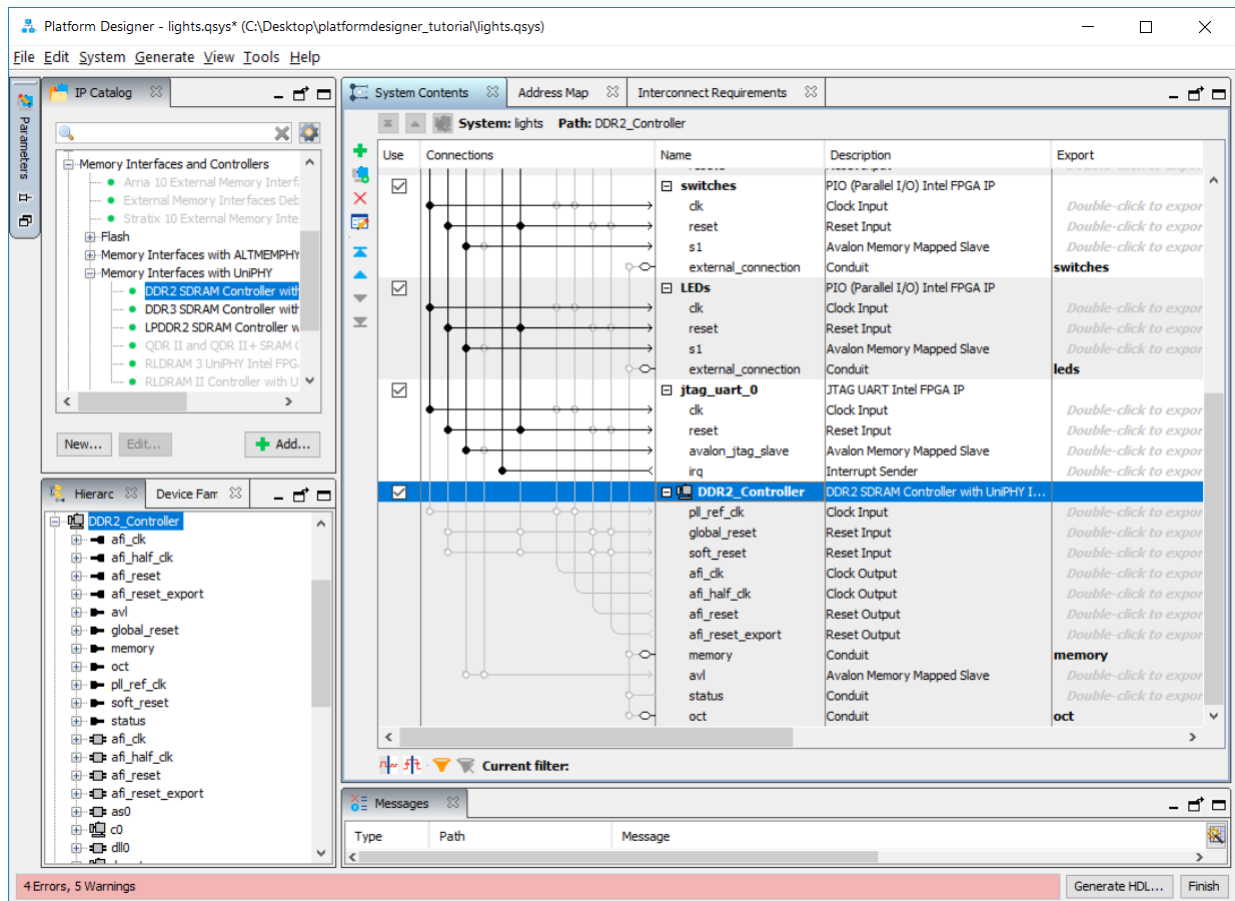 Platform Designer - lights.qsys* (C:\Desktop\platformdesigner_tutorial\lights.qsys)
File Edit System Generate View Tools Help
Parameters
IP Catalog
Memory Interfaces and Controllers
Arria 10 External Memory Interf
External Memory Interfaces Deb
Stratix 10 External Memory Inte
Flash
Memory Interfaces with ALTMEMPHY
Memory Interfaces with UniPHY
DDR2 SDRAM Controller with
DDR3 SDRAM Controller with
LPDDR2 SDRAM Controller w
QDR II and QDR II+ SRAM C
RLDRAM 3 UniPHY Intel FPG
RLDRAM II Controller with U
New... Edit... Add...
Hierarc Device Fam
DDR2_Controller
afi_clk
afi_half_clk
afi_reset
afi_reset_export
avl
global_reset
memory
oct
pll_ref_clk
soft_reset
status
afi_clk
afi_half_clk
afi_reset
afi_reset_export
as0
c0
dll0
System Contents Address Map Interconnect Requirements
System: lights Path: DDR2_Controller
Use Connections Name Description Export
switches PIO (Parallel I/O) Intel FPGA IP
clk Clock Input Double-click to expor
reset Reset Input Double-click to expor
s1 Avalon Memory Mapped Slave Double-click to expor
external_connection Conduit switches
LEDs PIO (Parallel I/O) Intel FPGA IP
clk Clock Input Double-click to expor
reset Reset Input Double-click to expor
s1 Avalon Memory Mapped Slave Double-click to expor
external_connection Conduit leds
jtag_uart_0 JTAG UART Intel FPGA IP
clk Clock Input Double-click to expor
reset Reset Input Double-click to expor
avalon_jtag_slave Avalon Memory Mapped Slave Double-click to expor
irq Interrupt Sender Double-click to expor
DDR2_Controller DDR2 SDRAM Controller with UniPHY I...
pll_ref_clk Clock Input Double-click to expor
global_reset Reset Input Double-click to expor
soft_reset Reset Input Double-click to expor
afi_clk Clock Output Double-click to expor
afi_half_clk Clock Output Double-click to expor
afi_reset Reset Output Double-click to expor
afi_reset_export Reset Output Double-click to expor
memory Conduit memory
avl Avalon Memory Mapped Slave Double-click to expor
status Conduit Double-click to expor
oct Conduit oct
Current filter:
Messages
Type Path Message
4 Errors, 5 Warnings
Generate HDL... Finish